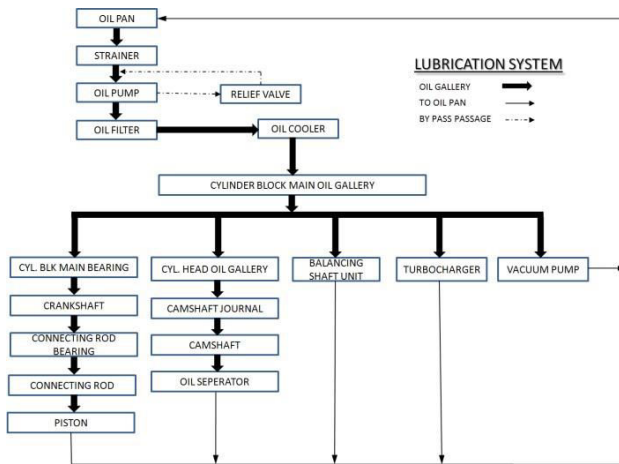 OIL PAN
STRAINER
OIL PUMP
RELIEF VALVE
OIL FILTER
OIL COOLER
LUBRICATION SYSTEM
OIL GALLERY
TO OIL PAN
BY PASS PASSAGE
CYLINDER BLOCK MAIN OIL GALLERY
CYL. BLK MAIN BEARING
CRANKSHAFT
CONNECTING ROD
BEARING
CONNECTING ROD
PISTON
CYL. HEAD OIL GALLERY
CAMSHAFT JOURNAL
CAMSHAFT
OIL SEPERATOR
BALANCING
SHAFT UNIT
TURBOCHARGER
VACUUM PUMP